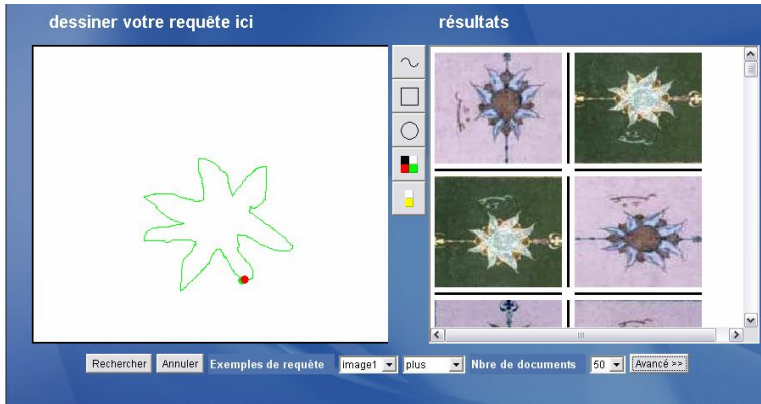 dessiner votre requête ici
résultats
Rechercher Annuler Exemples de requête image1 plus Nbre de documents 50 Avancé >>